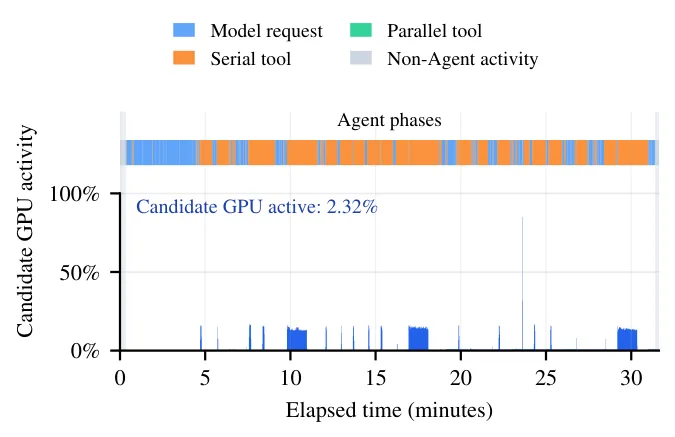 Model request
Parallel tool
Serial tool
Non-Agent activity
Agent phases
Candidate GPU activity
100%
50%
0%
Candidate GPU active: 2.32%
0 5 10 15 20 25 30
Elapsed time (minutes)